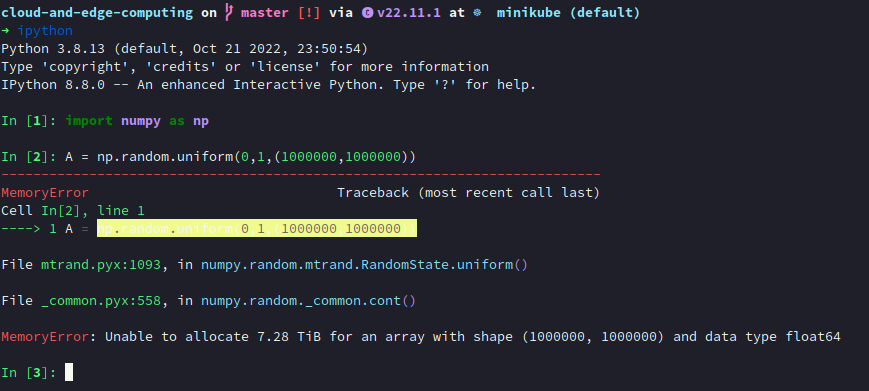 cloud-and-edge-computing on master [!] via C v22.11.1 at ☸ minikube (default)
➜ ipython
Python 3.8.13 (default, Oct 21 2022, 23:50:54)
Type 'copyright', 'credits' or 'license' for more information
IPython 8.8.0 -- An enhanced Interactive Python. Type '?' for help.
In [1]: import numpy as np
In [2]: A = np.random.uniform(0,1,(1000000,1000000))
---------------------------------------------------------------------------
MemoryError                               Traceback (most recent call last)
Cell In[2], line 1
----> 1 A = np.random.uniform(0,1,(1000000,1000000))
File mtrand.pyx:1093, in numpy.random.mtrand.RandomState.uniform()
File _common.pyx:558, in numpy.random._common.cont()
MemoryError: Unable to allocate 7.28 TiB for an array with shape (1000000, 1000000) and data type float64
In [3]: